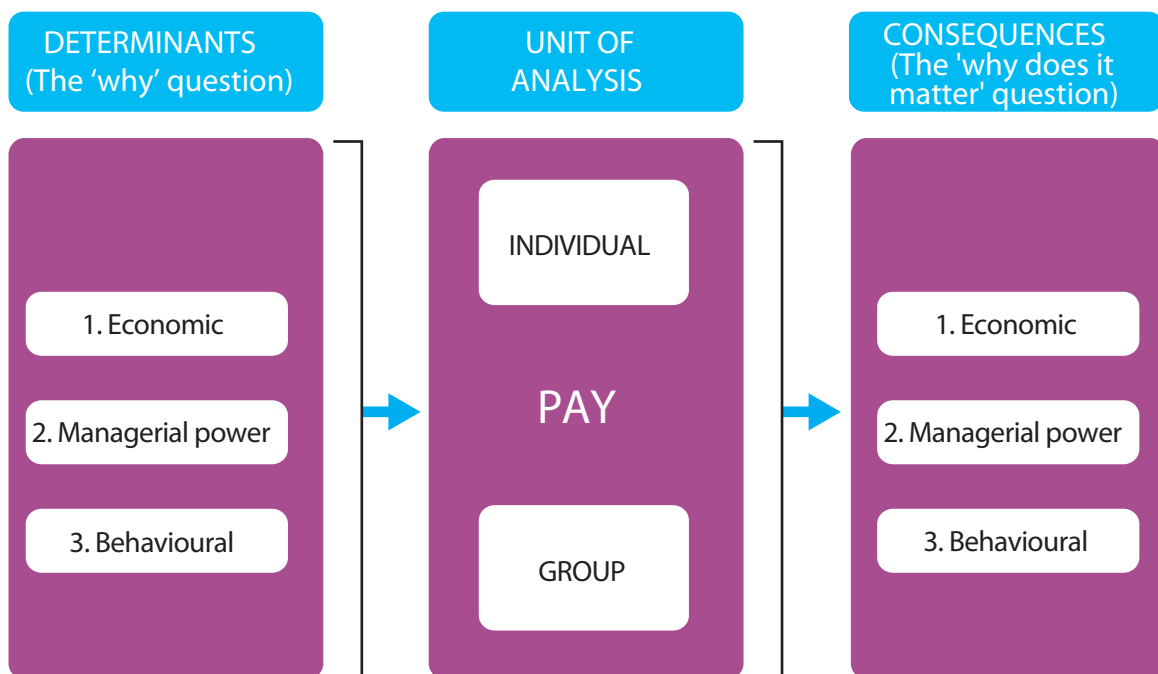 DETERMINANTS
(The ‘why’ question)
UNIT OF
ANALYSIS
CONSEQUENCES
(The 'why does it
matter' question)
1. Economic
2. Managerial power
3. Behavioural
INDIVIDUAL
PAY
GROUP
1. Economic
2. Managerial power
3. Behavioural